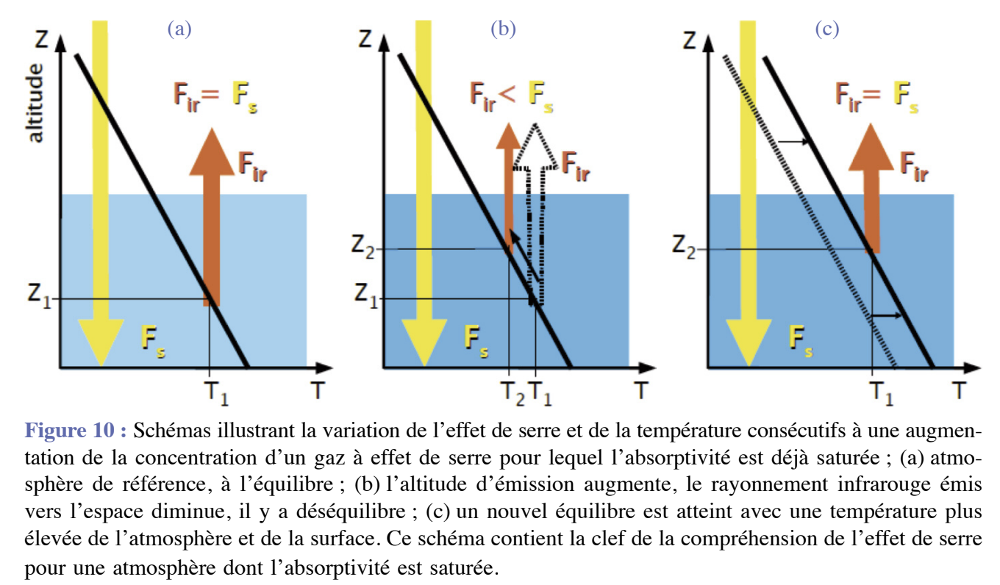 (a)
Z
altitude
Fir= Fs
Fir
Z1
Fs
T1
T
(b)
Z
Fir < Fs
Fir
Z2
Z1
Fs
T2 T1
T
(c)
Z
Fir= Fs
Fir
Z2
Fs
T1
T
Figure 10 : Schémas illustrant la variation de l’effet de serre et de la température consécutifs à une augmen-
tation de la concentration d’un gaz à effet de serre pour lequel l’absorptivité est déjà saturée ; (a) atmo-
sphère de référence, à l’équilibre ; (b) l’altitude d’émission augmente, le rayonnement infrarouge émis
vers l’espace diminue, il y a déséquilibre ; (c) un nouvel équilibre est atteint avec une température plus
élevée de l’atmosphère et de la surface. Ce schéma contient la clef de la compréhension de l’effet de serre
pour une atmosphère dont l’absorptivité est saturée.